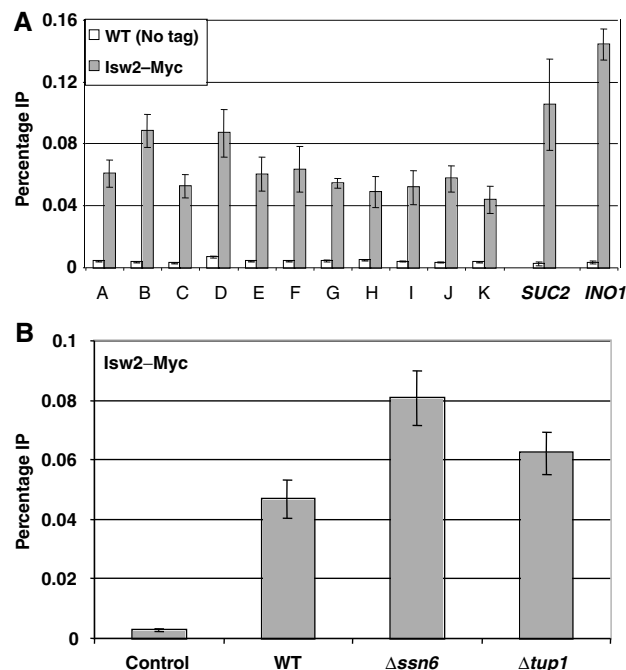 A
WT (No tag)
Isw2–Myc
Percentage IP
0.16
0.12
0.08
0.04
0
A B C D E F G H I J K SUC2 INO1
B
Isw2–Myc
Percentage IP
0.1
0.08
0.06
0.04
0.02
0
Control WT Δssn6 Δtup1